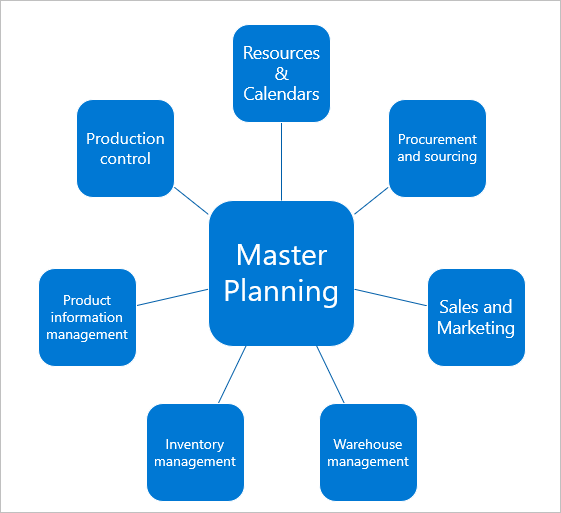 Resources
&
Calendars
Production
control
Procurement
and sourcing
Master
Planning
Product
information
management
Sales and
Marketing
Inventory
management
Warehouse
management